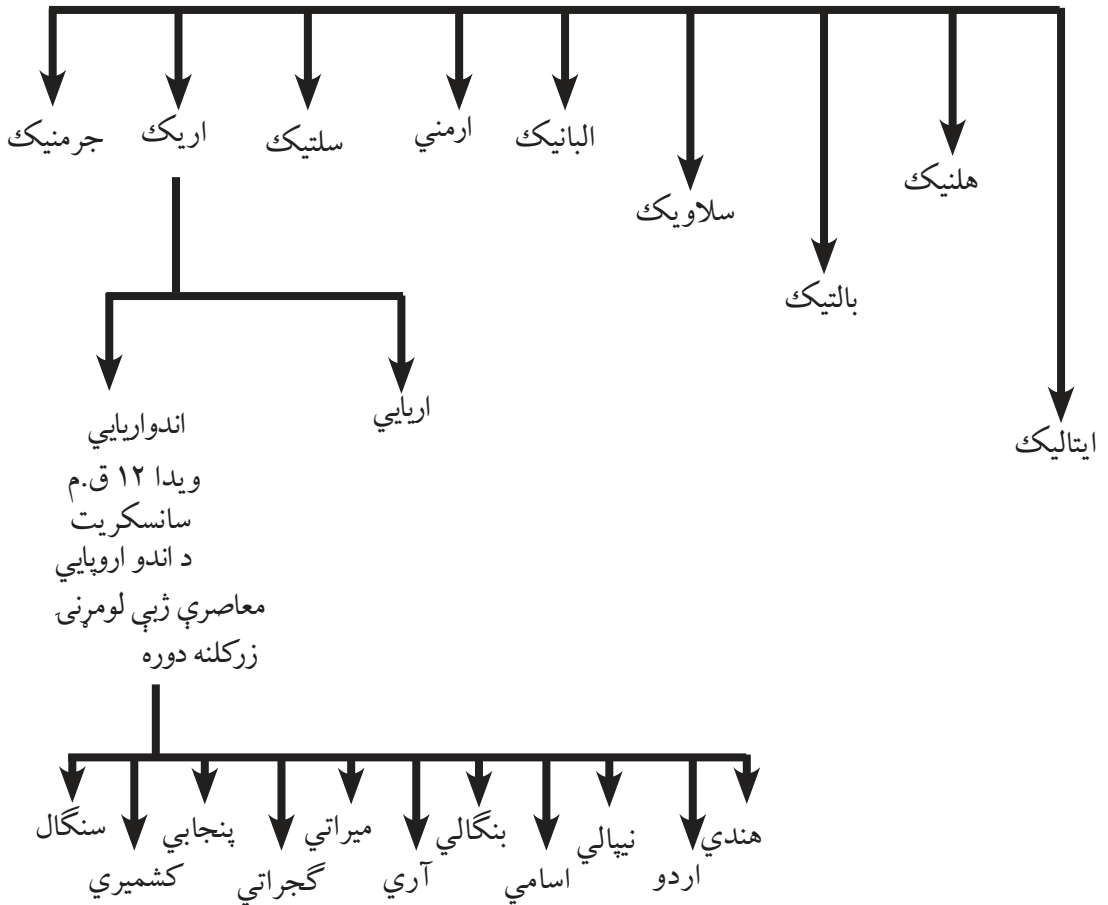 ايتاليک
هلنيک
بالتيک
سلاويک
البانيک
ارمني
سلتيک
اريک
جرمنيک
اريايي
اندواريايي
ويدا ۱۲ ق.م
سانسکريت
د اندو اروپايي
معاصرې ژبې لومړنۍ
زرکلنه دوره
هندي
اردو
نيپالي
اسامي
بنگالي
آري
ميراتي
گجراتي
پنجابي
کشميري
سنگال